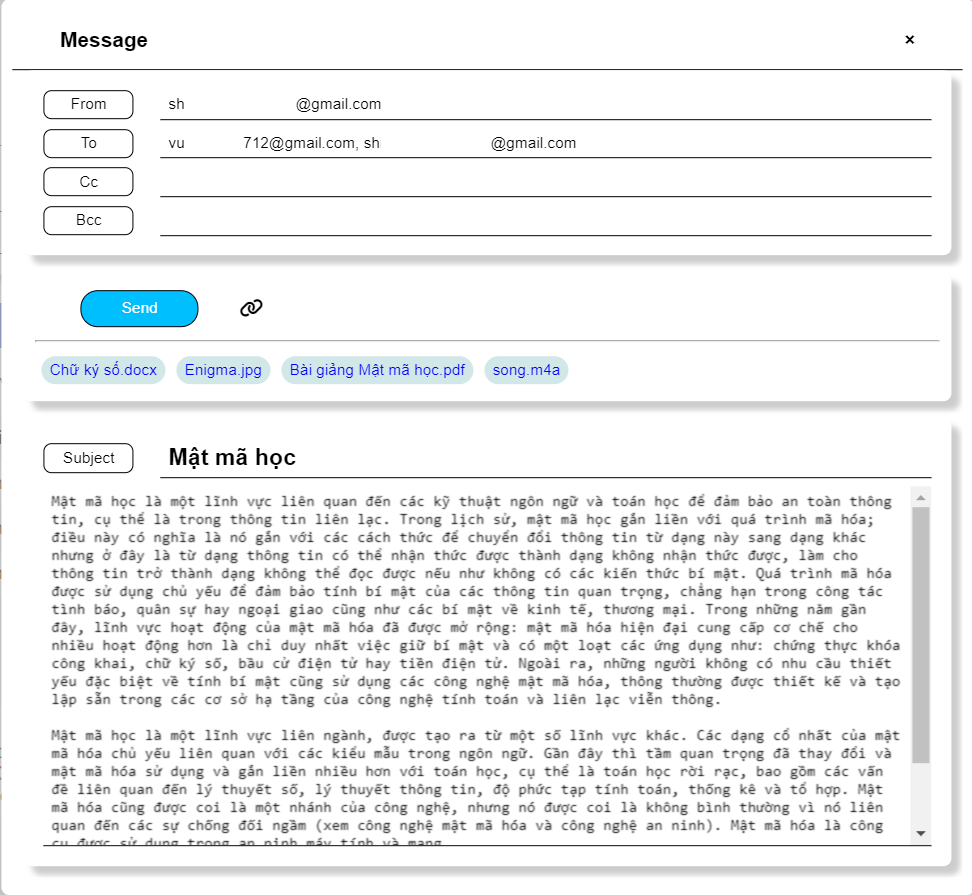 Message ×
From sh @gmail.com
To vu 712@gmail.com, sh @gmail.com
Cc
Bcc
Send
Chữ ký số.docx Enigma.jpg Bài giảng Mật mã học.pdf song.m4a
Subject Mật mã học
Mật mã học là một lĩnh vực liên quan đến các kỹ thuật ngôn ngữ và toán học để đảm bảo an toàn thông
tin, cụ thể là trong thông tin liên lạc. Trong lịch sử, mật mã học gắn liền với quá trình mã hóa;
điều này có nghĩa là nó gắn với các cách thức để chuyển đổi thông tin từ dạng này sang dạng khác
nhưng ở đây là từ dạng thông tin có thể nhận thức được thành dạng không nhận thức được, làm cho
thông tin trở thành dạng không thể đọc được nếu như không có các kiến thức bí mật. Quá trình mã hóa
được sử dụng chủ yếu để đảm bảo tính bí mật của các thông tin quan trọng, chẳng hạn trong công tác
tình báo, quân sự hay ngoại giao cũng như các bí mật về kinh tế, thương mại. Trong những năm gần
đây, lĩnh vực hoạt động của mật mã hóa đã được mở rộng: mật mã hóa hiện đại cung cấp cơ chế cho
nhiều hoạt động hơn là chỉ duy nhất việc giữ bí mật và có một loạt các ứng dụng như: chứng thực khóa
công khai, chữ ký số, bầu cử điện tử hay tiền điện tử. Ngoài ra, những người không có nhu cầu thiết
yếu đặc biệt về tính bí mật cũng sử dụng các công nghệ mật mã hóa, thông thường được thiết kế và tạo
lập sẵn trong các cơ sở hạ tầng của công nghệ tính toán và liên lạc viễn thông.
Mật mã học là một lĩnh vực liên ngành, được tạo ra từ một số lĩnh vực khác. Các dạng cổ nhất của mật
mã hóa chủ yếu liên quan với các kiểu mẫu trong ngôn ngữ. Gần đây thì tầm quan trọng đã thay đổi và
mật mã hóa sử dụng và gắn liền nhiều hơn với toán học, cụ thể là toán học rời rạc, bao gồm các vấn
đề liên quan đến lý thuyết số, lý thuyết thông tin, độ phức tạp tính toán, thống kê và tổ hợp. Mật
mã hóa cũng được coi là một nhánh của công nghệ, nhưng nó được coi là không bình thường vì nó liên
quan đến các sự chống đối ngầm (xem công nghệ mật mã hóa và công nghệ an ninh). Mật mã hóa là công
cụ được sử dụng trong an ninh máy tính và mạng